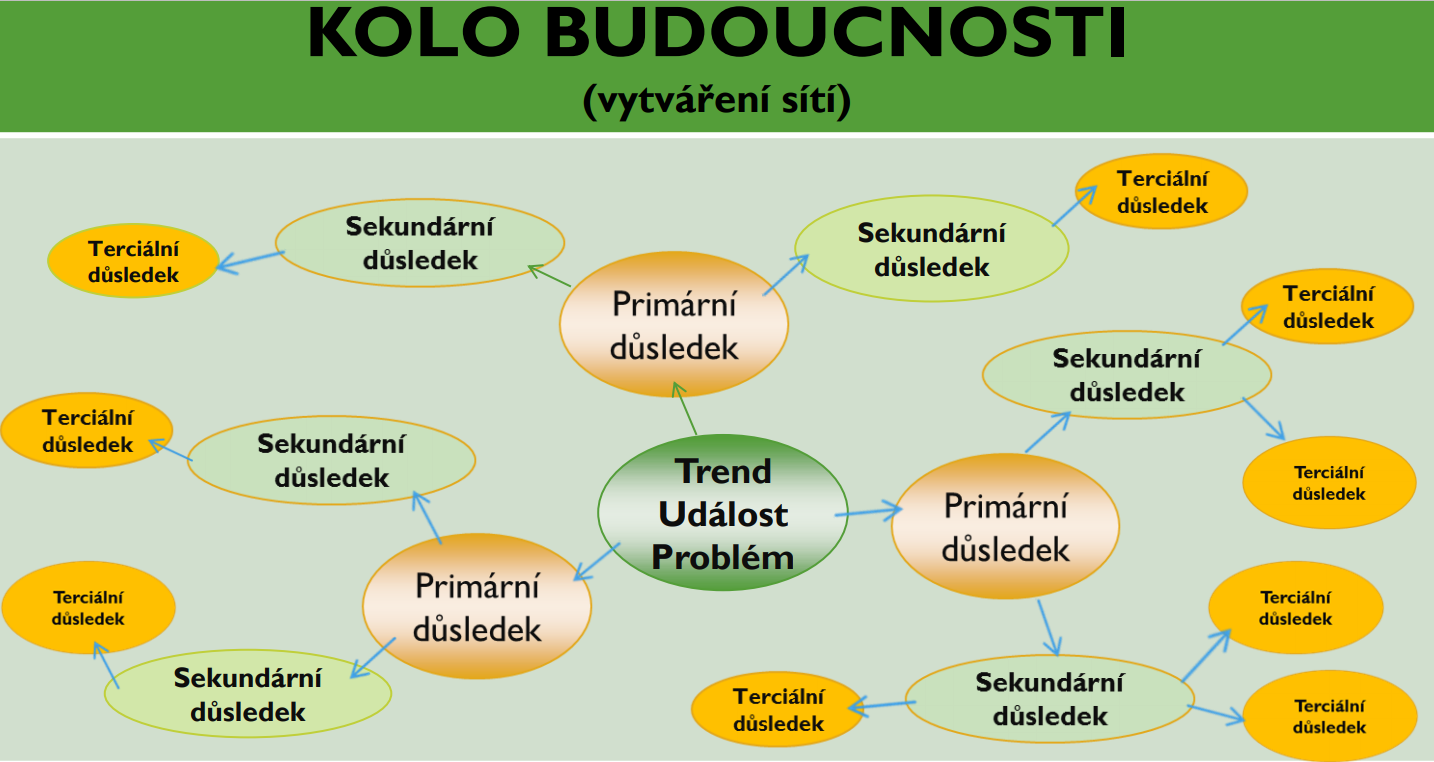 KOLO BUDOUCNOSTI
(vytváření sítí)
Terciální
důsledek
Sekundární
důsledek
Sekundární
důsledek
Terciální
důsledek
Primární
důsledek
Terciální
důsledek
Sekundární
důsledek
Terciální
důsledek
Terciální
důsledek
Sekundární
důsledek
Trend
Událost
Problém
Primární
důsledek
Primární
důsledek
Terciální
důsledek
Sekundární
důsledek
Terciální
důsledek
Sekundární
důsledek
Terciální
důsledek
Terciální
důsledek